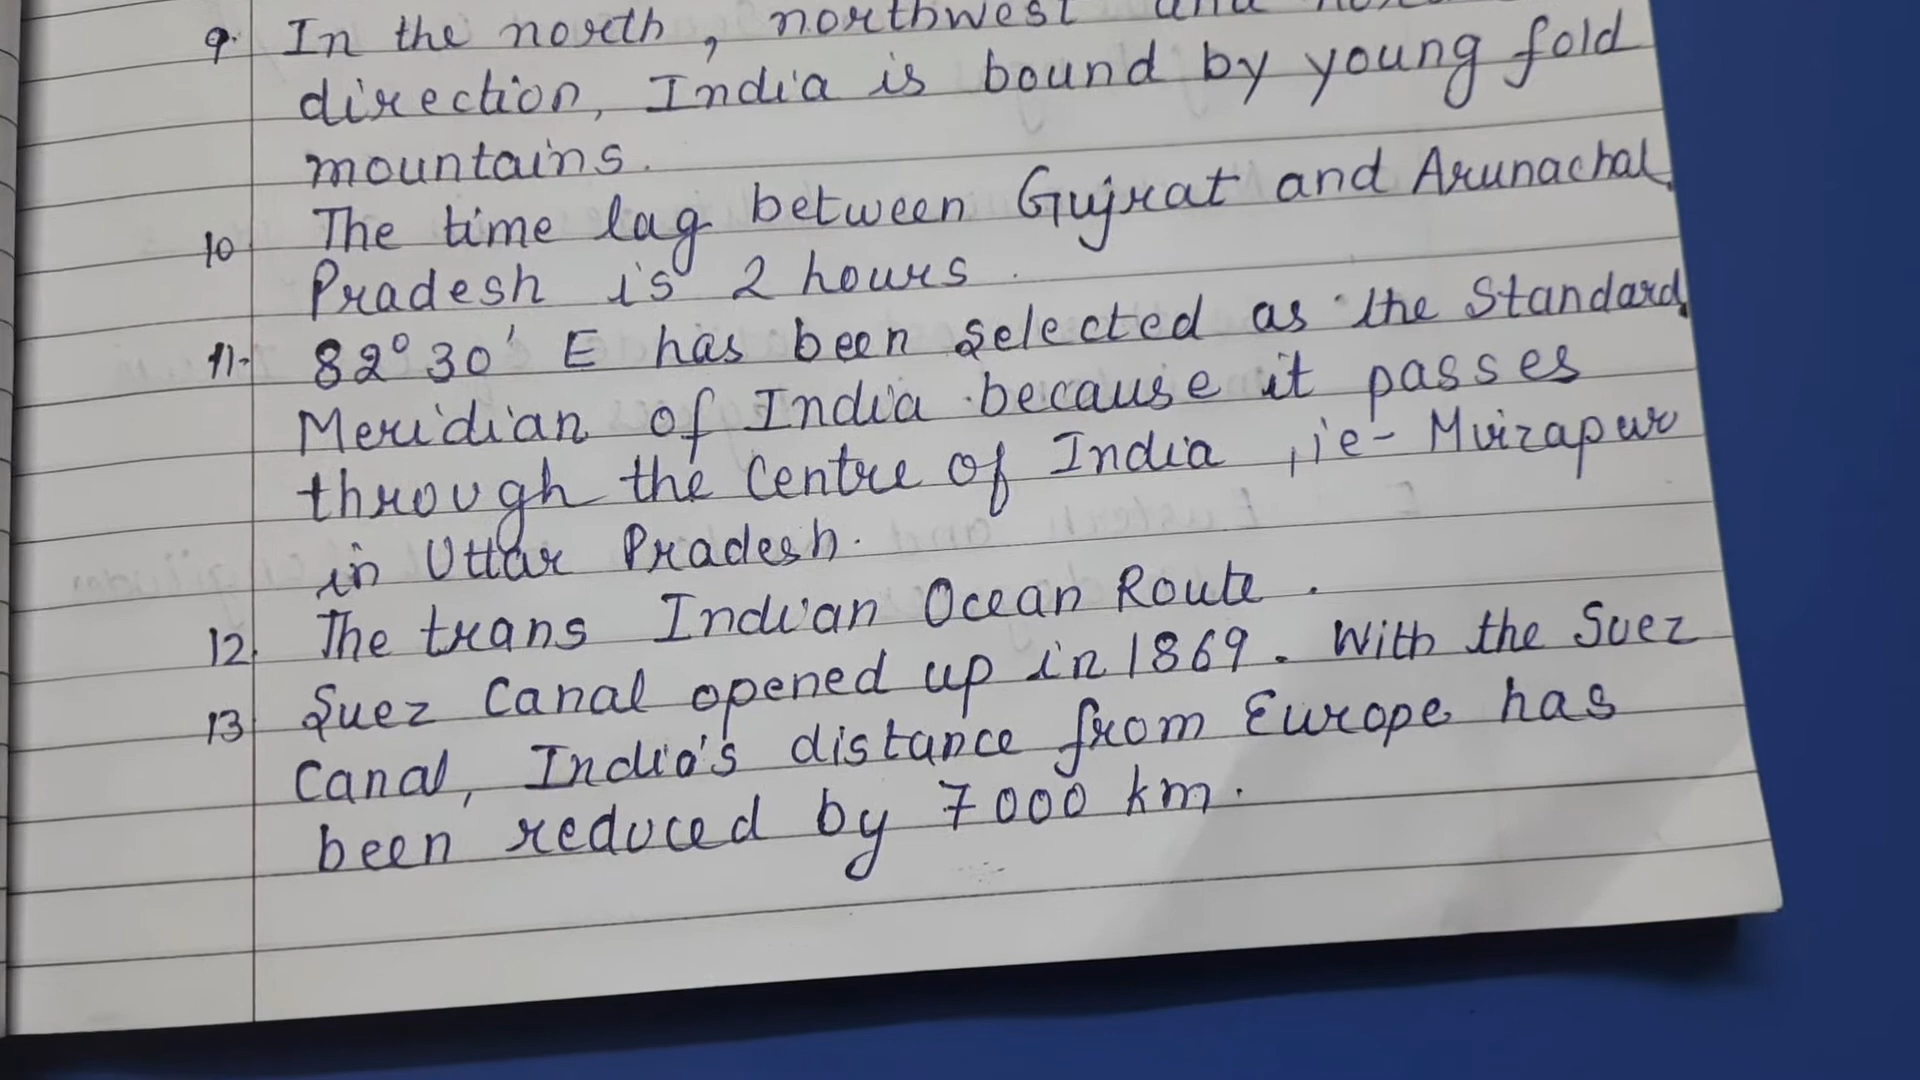 9. In the north, northwest and
direction, India is bound by young fold
mountains.
10 The time lag between Gujrat and Arunachal
Pradesh is 2 hours.
11- 82° 30' E has been selected as the Standard
Meridian of India because it passes
through the Centre of India, ie - Mirzapur
in Uttar Pradesh.
12. The trans Indian Ocean Route.
13 Suez Canal opened up in 1869. With the Suez
Canal, India's distance from Europe has
been reduced by 7000 km.